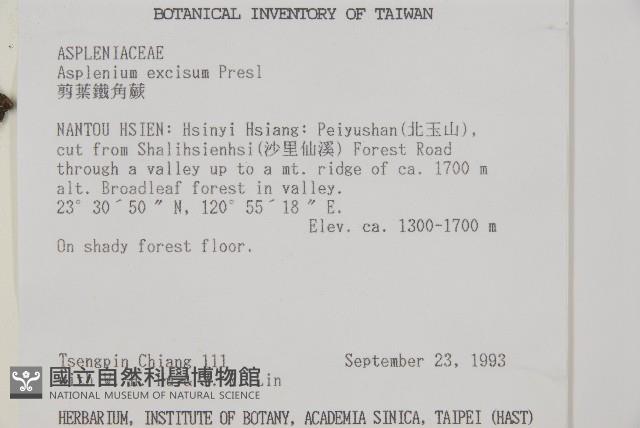 BOTANICAL INVENTORY OF TAIWAN
ASPLENIACEAE
Asplenium excisum Presl
剪葉鐵角蕨
NANTOU HSIEN: Hsinyi Hsiang: Peiyushan(北玉山),
cut from Shalihsienhsi(沙里仙溪) Forest Road
through a valley up to a mt. ridge of ca. 1700 m
alt. Broadleaf forest in valley.
23° 30´50 ″ N, 120° 55´18 ″ E.
Elev. ca. 1300-1700 m
On shady forest floor.
Tsengpin Chiang 111 September 23, 1993
Lin
國立自然科學博物館
NATIONAL MUSEUM OF NATURAL SCIENCE
HERBARIUM, INSTITUTE OF BOTANY, ACADEMIA SINICA, TAIPEI (HAST)